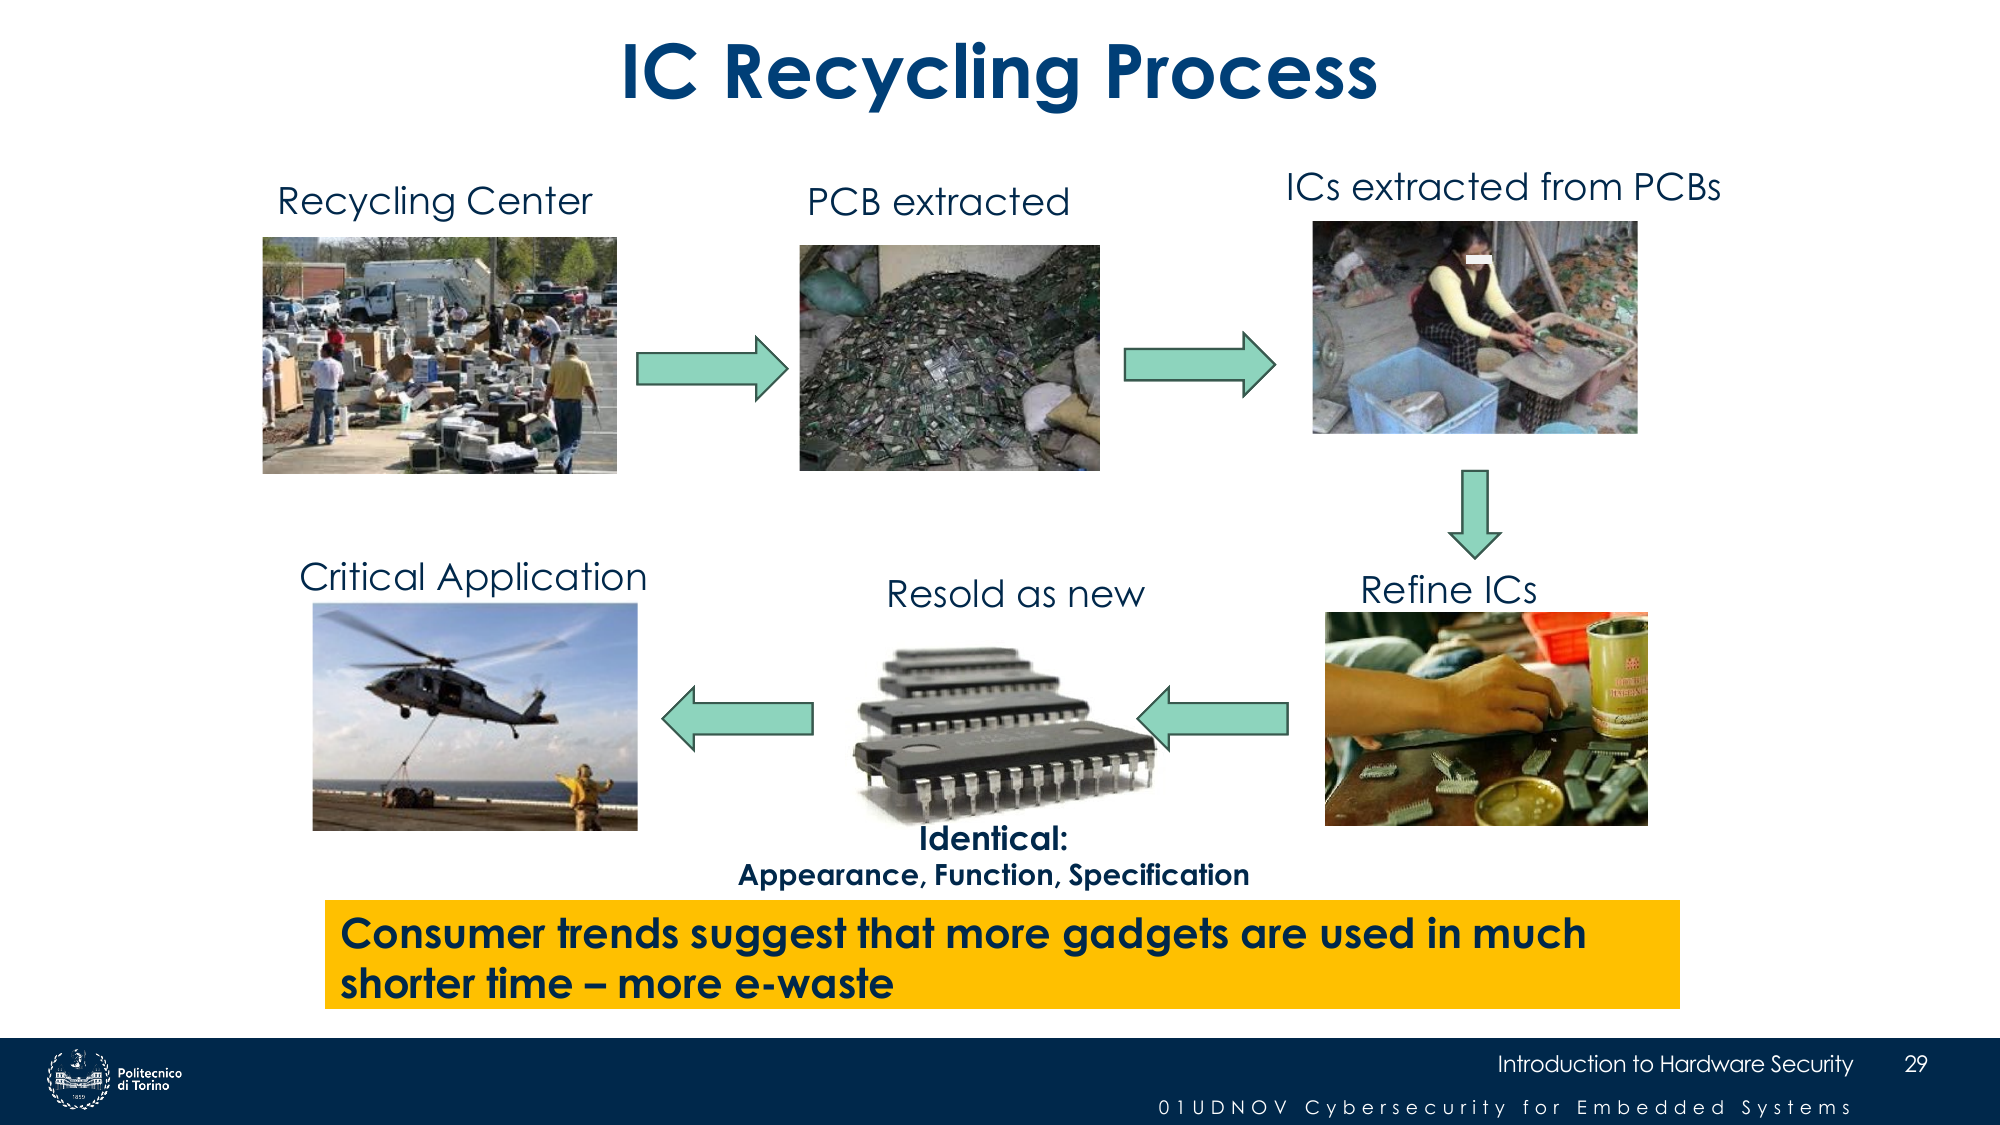 IC Recycling Process
Recycling Center
PCB extracted
ICs extracted from PCBs
Critical Application
Resold as new
Refine ICs
Identical:
Appearance, Function, Specification
Consumer trends suggest that more gadgets are used in much
shorter time – more e-waste
Politecnico
di Torino
1859
Introduction to Hardware Security
29
01UDNOV Cybersecurity for Embedded Systems